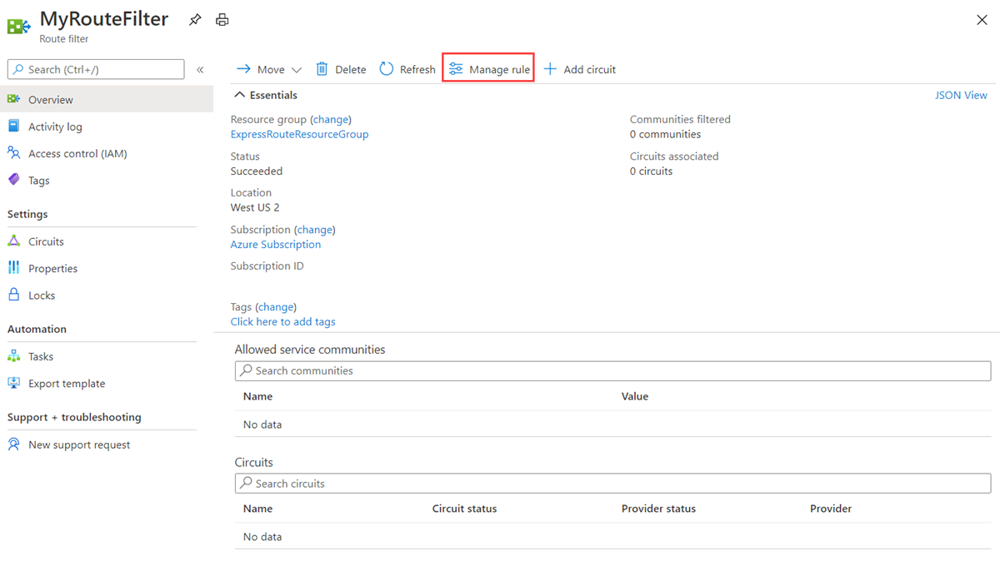 MyRouteFilter
Route filter
Search (Ctrl+/)
«
Overview
Activity log
Access control (IAM)
Tags
Settings
Circuits
Properties
Locks
Automation
Tasks
Export template
Support + troubleshooting
New support request
Move Delete Refresh Manage rule Add circuit
Essentials JSON View
Resource group (change)
ExpressRouteResourceGroup
Status
Succeeded
Location
West US 2
Subscription (change)
Azure Subscription
Subscription ID
Tags (change)
Click here to add tags
Communities filtered
0 communities
Circuits associated
0 circuits
Allowed service communities
Search communities
Name Value
No data
Circuits
Search circuits
Name Circuit status Provider status Provider
No data